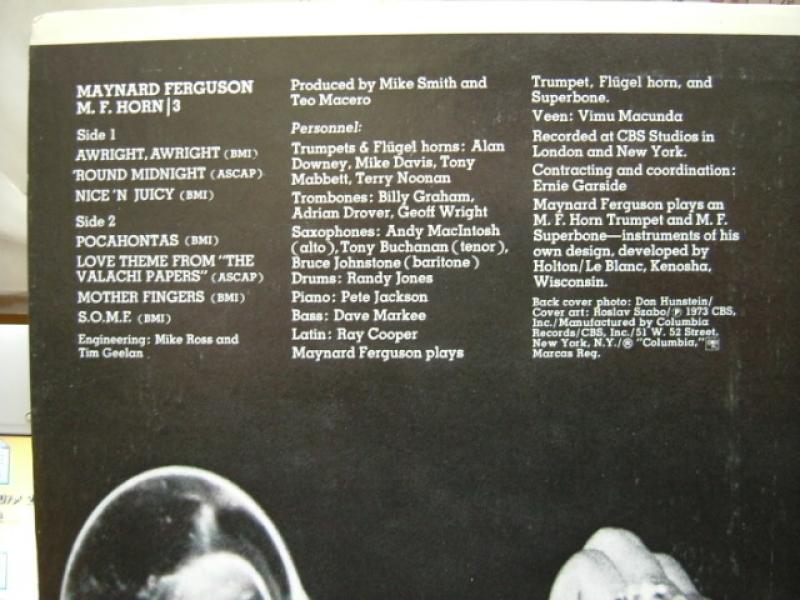 MAYNARD FERGUSON
M. F. HORN/3
Side 1
AWRIGHT, AWRIGHT (BMI)
'ROUND MIDNIGHT (ASCAP)
NICE 'N JUICY (BMI)
Side 2
POCAHONTAS (BMI)
LOVE THEME FROM "THE
VALACHI PAPERS" (ASCAP)
MOTHER FINGERS (BMI)
S.O.M.F. (BMI)
Engineering: Mike Ross and
Tim Geelan
Produced by Mike Smith and
Teo Macero
Personnel:
Trumpets & Flügel horns: Alan
Downey, Mike Davis, Tony
Mabbett, Terry Noonan
Trombones: Billy Graham,
Adrian Drover, Geoff Wright
Saxophones: Andy MacIntosh
(alto), Tony Buchanan (tenor),
Bruce Johnstone (baritone)
Drums: Randy Jones
Piano: Pete Jackson
Bass: Dave Markee
Latin: Ray Cooper
Maynard Ferguson plays
Trumpet, Flügel horn, and
Superbone.
Veen: Vimu Macunda
Recorded at CBS Studios in
London and New York.
Contracting and coordination:
Ernie Garside
Maynard Ferguson plays an
M. F. Horn Trumpet and M. F.
Superbone—instruments of his
own design, developed by
Holton/Le Blanc, Kenosha,
Wisconsin.
Back cover photo: Don Hunstein/
Cover art: Roslav Szabo/℗ 1973 CBS,
Inc./Manufactured by Columbia
Records/CBS, Inc./51 W. 52 Street,
New York, N.Y./® "Columbia,"
Marcas Reg.